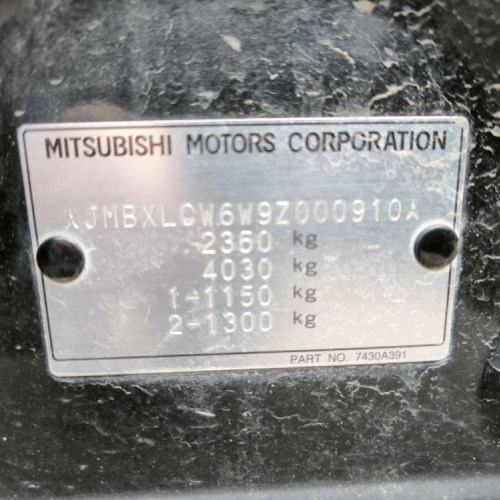 MITSUBISHI MOTORS CORPORATION
*JMBXLCW6W9Z000910*
2350 kg
4030 kg
1-1150 kg
2-1300 kg
PART NO. 7430A391